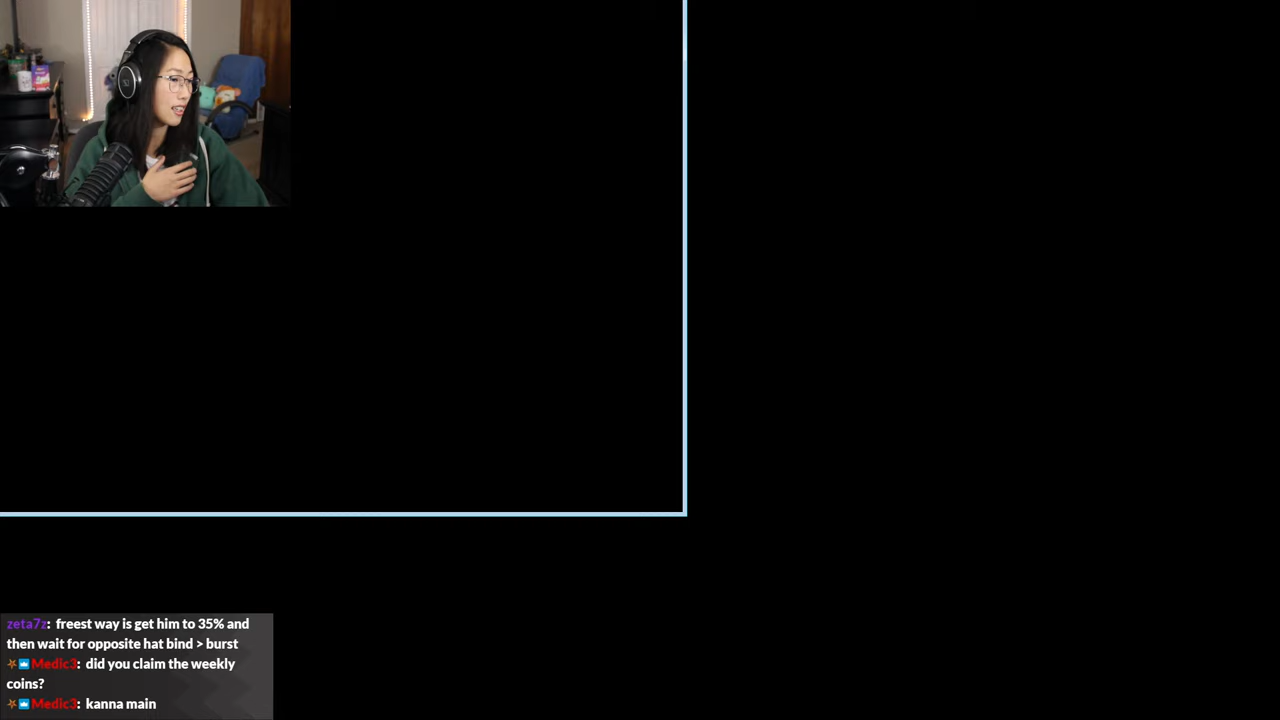 zeta7z: freest way is get him to 35% and
then wait for opposite hat bind > burst
Medic3: did you claim the weekly
coins?
Medic3: kanna main